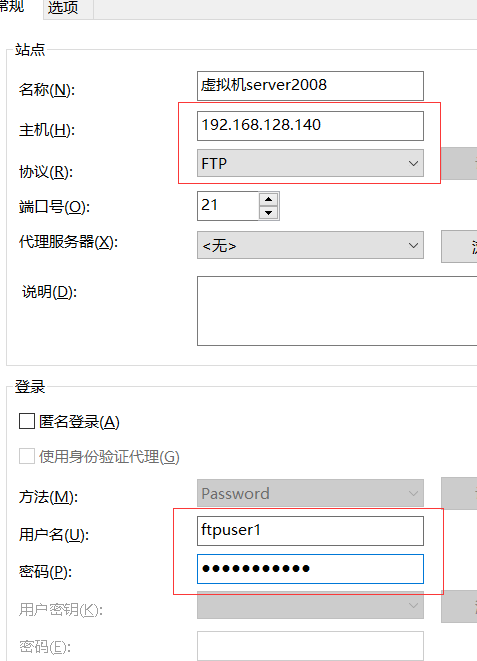 常规 选项
站点
名称(N): 虚拟机server2008
主机(H): 192.168.128.140
协议(R): FTP
端口号(O): 21
代理服务器(X): <无>
说明(D):
登录
匿名登录(A)
使用身份验证代理(G)
方法(M): Password
用户名(U): ftpuser1
密码(P): ●●●●●●●●●●●
用户密钥(K):
密码(E):